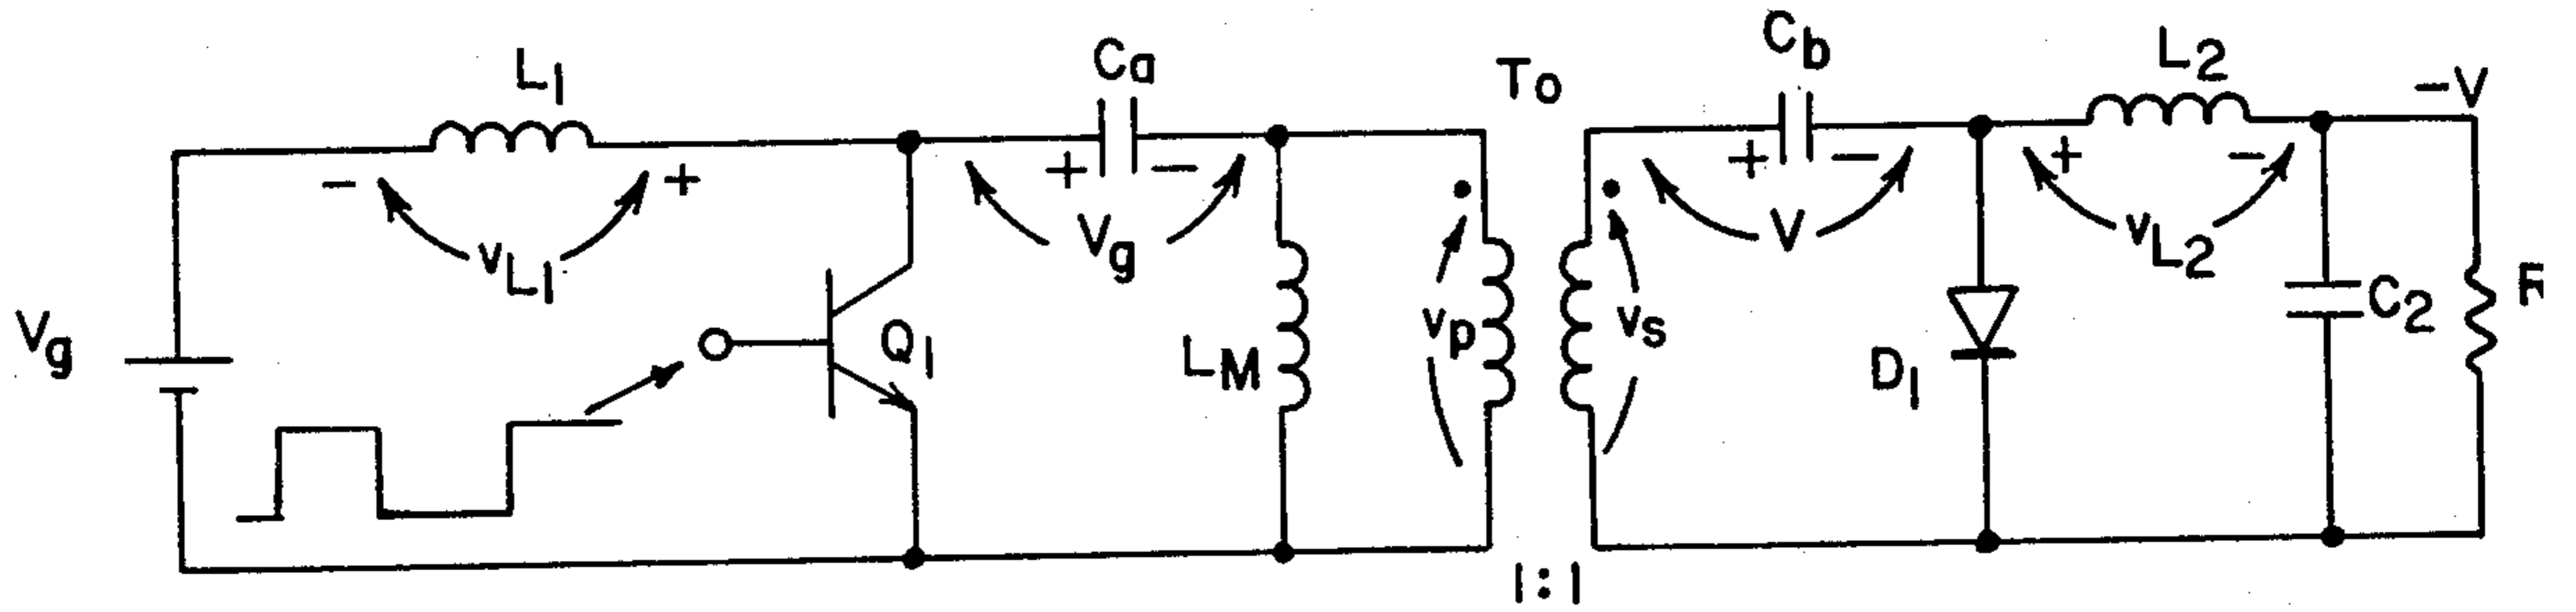 L1
Ca
To
Cb
L2
-V
- vL1 +
+ Vg -
+ V -
+ vL2 -
Vg
Q1
LM
vp
vs
D1
C2
1:1